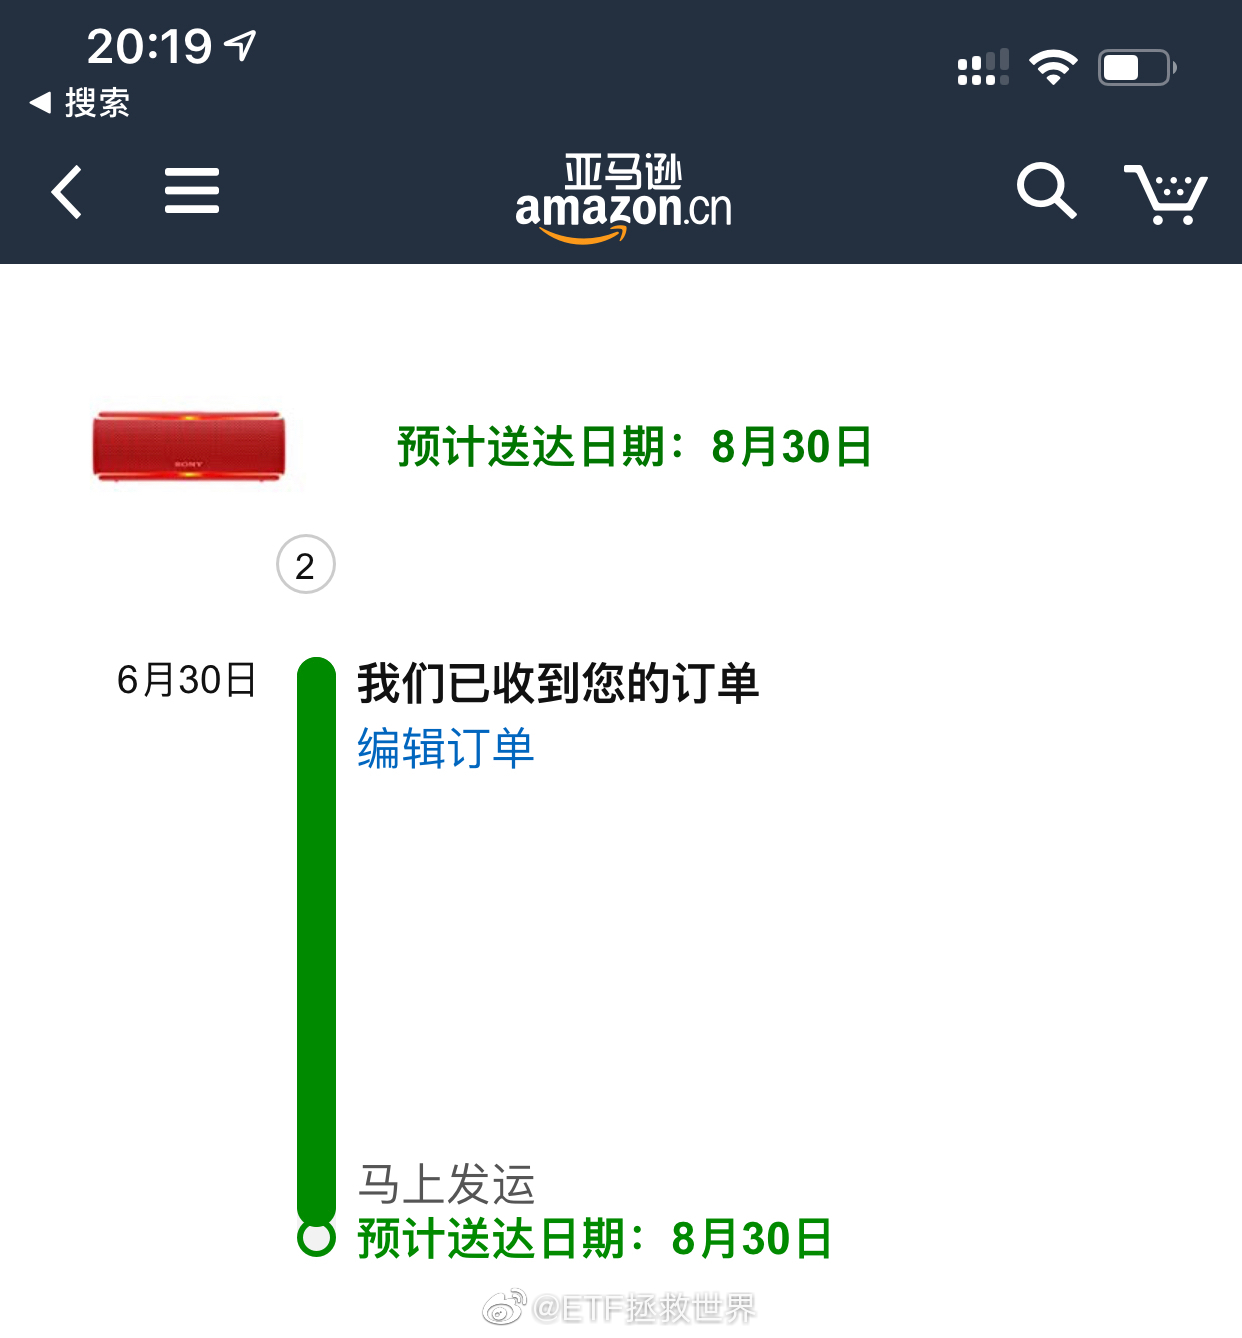 20:19
搜索
亚马逊
amazon.cn
SONY
预计送达日期：8月30日
2
6月30日
我们已收到您的订单
编辑订单
马上发运
预计送达日期：8月30日
@ETF拯救世界